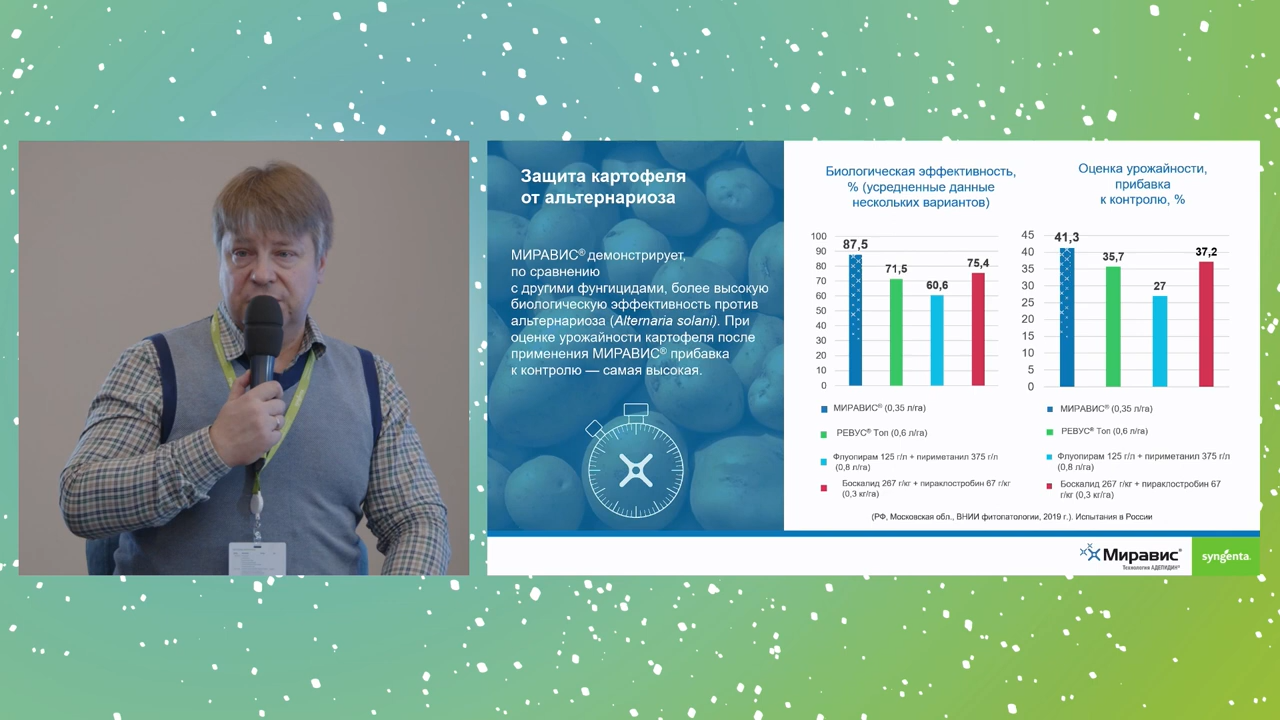 Защита картофеля
от альтернариоза
МИРАВИС® демонстрирует,
по сравнению
с другими фунгицидами, более высокую
биологическую эффективность против
альтернариоза (Alternaria solani). При
оценке урожайности картофеля после
применения МИРАВИС® прибавка
к контролю — самая высокая.
Биологическая эффективность,
% (усредненные данные
нескольких вариантов)
100
90
80
70
60
50
40
30
20
10
0
87,5
71,5
60,6
75,4
МИРАВИС® (0,35 л/га)
РЕВУС® Топ (0,6 л/га)
Флуопирам 125 г/л + пириметанил 375 г/л
(0,8 л/га)
Боскалид 267 г/кг + пираклостробин 67 г/кг
(0,3 кг/га)
Оценка урожайности,
прибавка
к контролю, %
45
40
35
30
25
20
15
10
5
0
41,3
35,7
27
37,2
МИРАВИС® (0,35 л/га)
РЕВУС® Топ (0,6 л/га)
Флуопирам 125 г/л + пириметанил 375 г/л
(0,8 л/га)
Боскалид 267 г/кг + пираклостробин 67
г/кг (0,3 кг/га)
(РФ, Московская обл., ВНИИ фитопатологии, 2019 г.). Испытания в России
Миравис®
Технология АДЕПИДИН®
syngenta